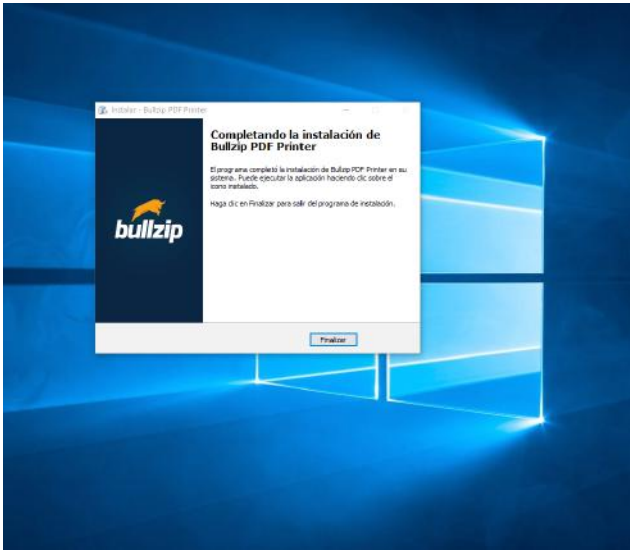 Instalar - Bullzip PDF Printer
Completando la instalación de
Bullzip PDF Printer
El programa completó la instalación de Bullzip PDF Printer en su
sistema. Puede ejecutar la aplicación haciendo clic sobre el
icono instalado.
Haga clic en Finalizar para salir del programa de instalación.
bullzip
Finalizar